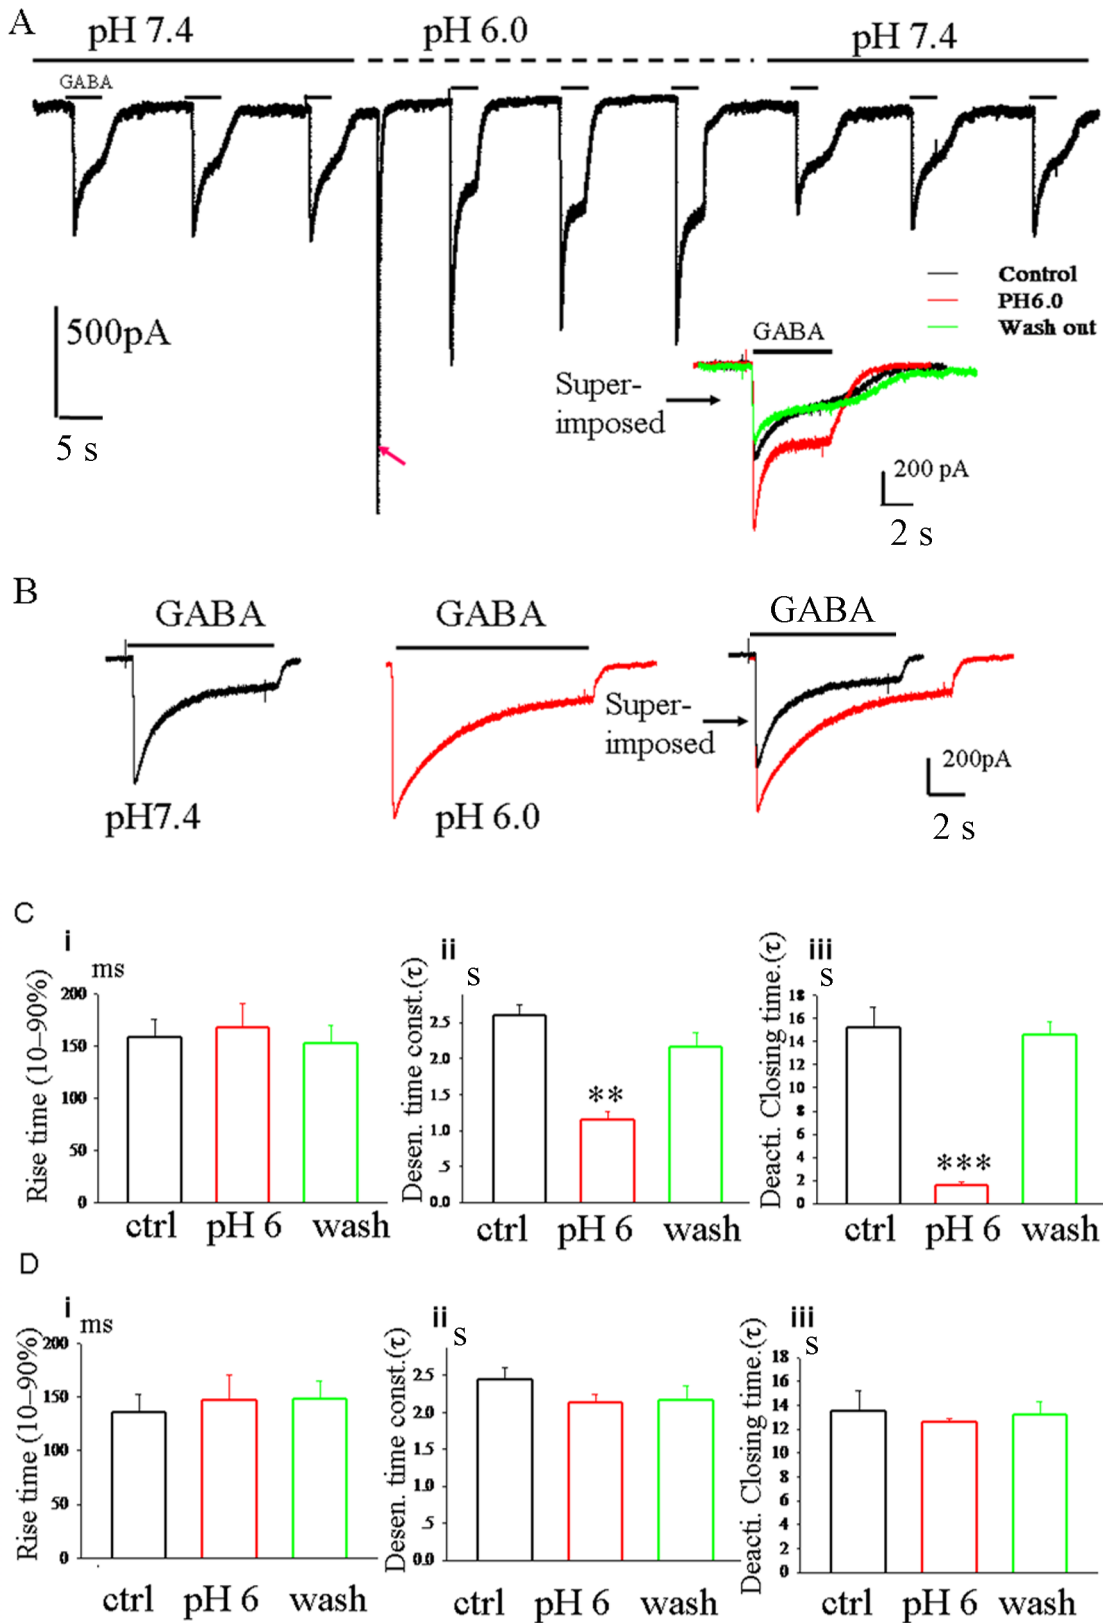 A
pH 7.4
pH 6.0
pH 7.4
GABA
500pA
5 s
Control
PH6.0
Wash out
GABA
Super-
imposed
200 pA
2 s
B
GABA
GABA
GABA
Super-
imposed
pH7.4
pH 6.0
200pA
2 s
C
i
ms
Rise time (10–90%)
200
150
100
50
0
ctrl pH 6 wash
ii
s
Desen. time const.(τ)
2.5
2.0
1.5
1.0
.5
0.0
**
ctrl pH 6 wash
iii
s
Deacti. Closing time.(τ)
18
16
14
12
10
8
6
4
2
0
***
ctrl pH 6 wash
D
i
ms
Rise time (10–90%)
200
150
100
50
0
ctrl pH 6 wash
ii
s
Desen. time const.(τ)
2.5
2.0
1.5
1.0
.5
0.0
ctrl pH 6 wash
iii
s
Deacti. Closing time.(τ)
18
16
14
12
10
8
6
4
2
0
ctrl pH 6 wash